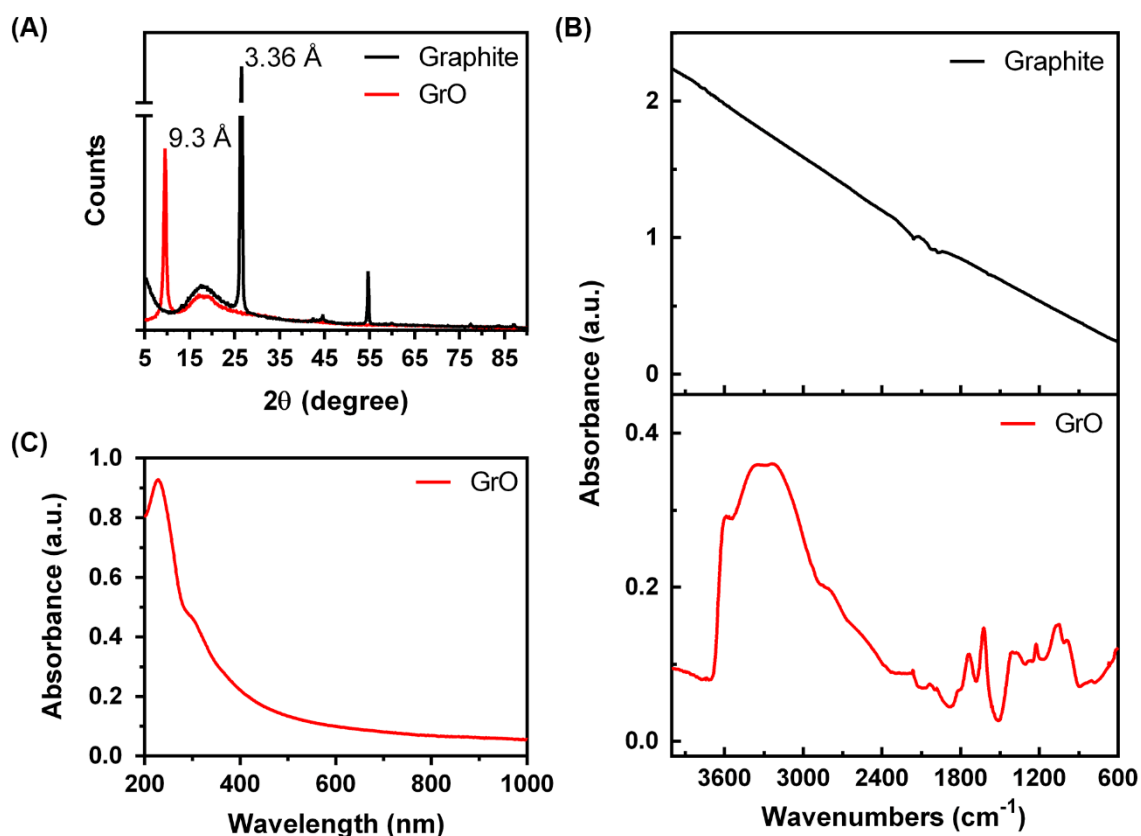 (A)
3.36 Å
9.3 Å
Graphite
GrO
Counts
5 15 25 35 45 55 65 75 85
2θ (degree)
(B)
Graphite
2
1
0
GrO
0.4
0.2
0.0
Absorbance (a.u.)
3600 3000 2400 1800 1200 600
Wavenumbers (cm⁻¹)
(C)
GrO
1.0
0.8
0.6
0.4
0.2
0.0
Absorbance (a.u.)
200 400 600 800 1000
Wavelength (nm)